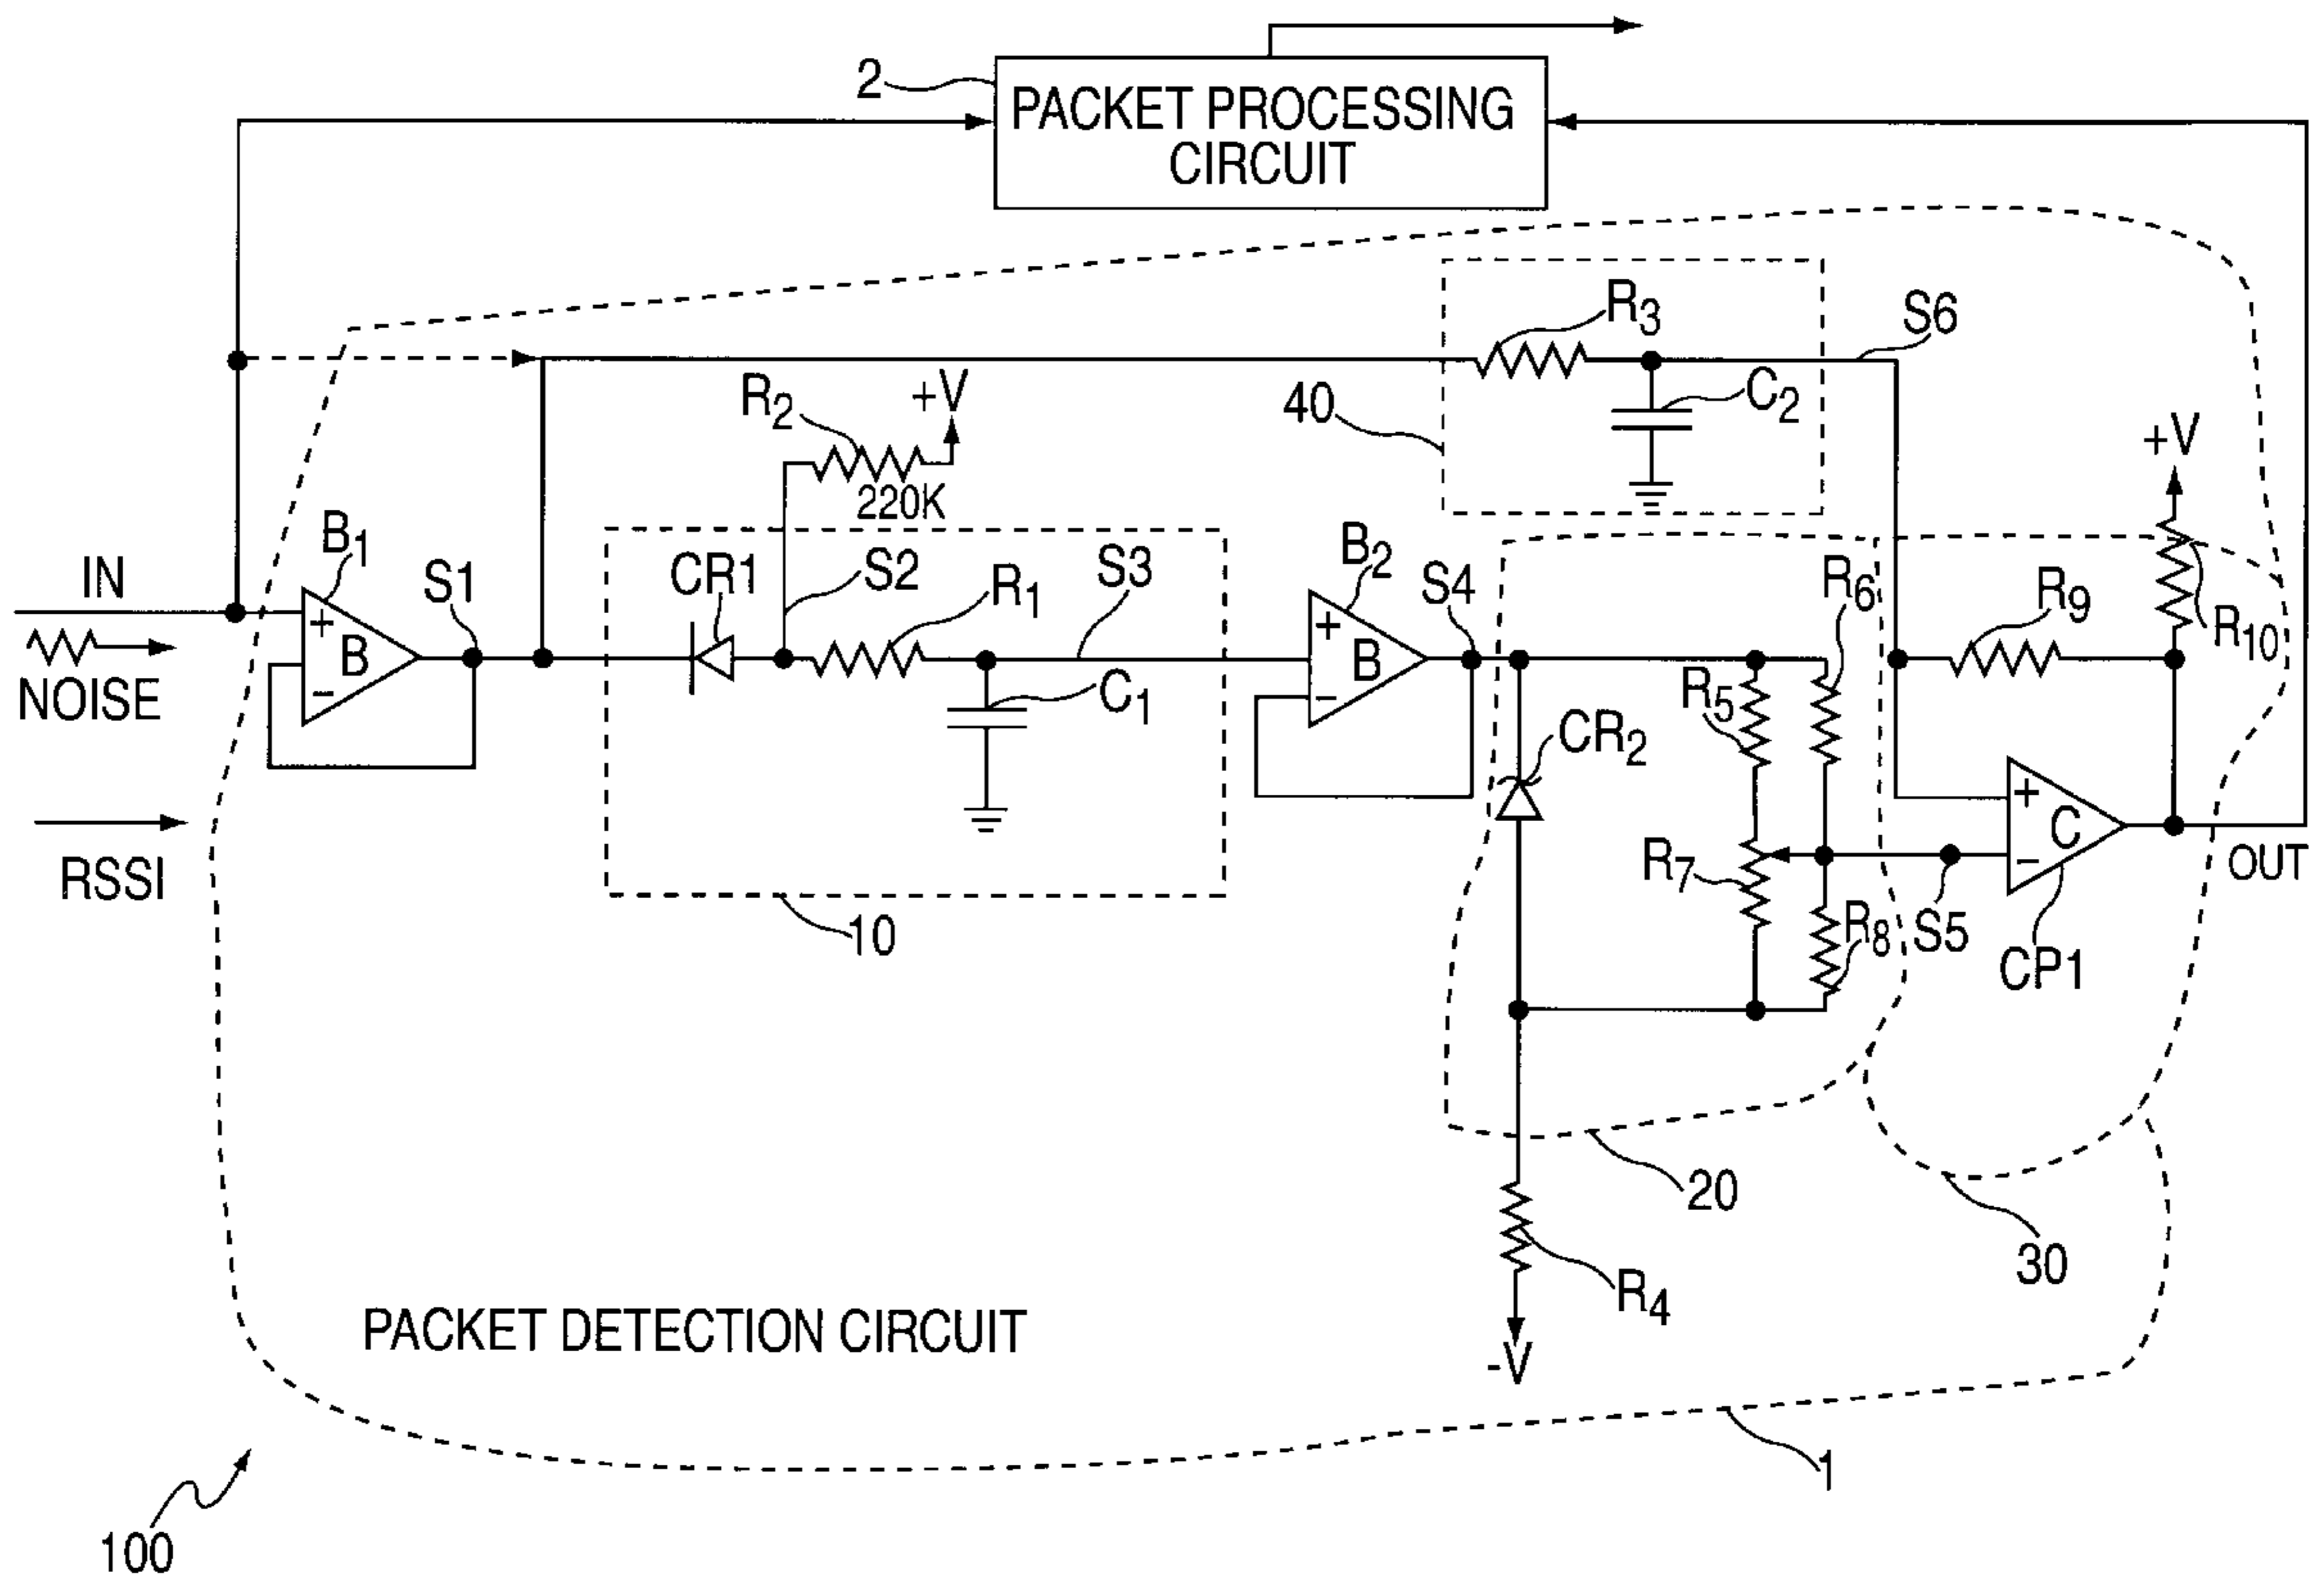 2
PACKET PROCESSING
CIRCUIT
R3
S6
+V
R2
C2
40
+V
220K
B1
IN
S1
CR1
S2
R1
S3
B2
S4
R6
R9
R10
+
B
-
+
B
-
NOISE
C1
R5
CR2
+
C
-
R7
OUT
RSSI
10
R8
S5
CP1
20
30
R4
PACKET DETECTION CIRCUIT
-V
1
100